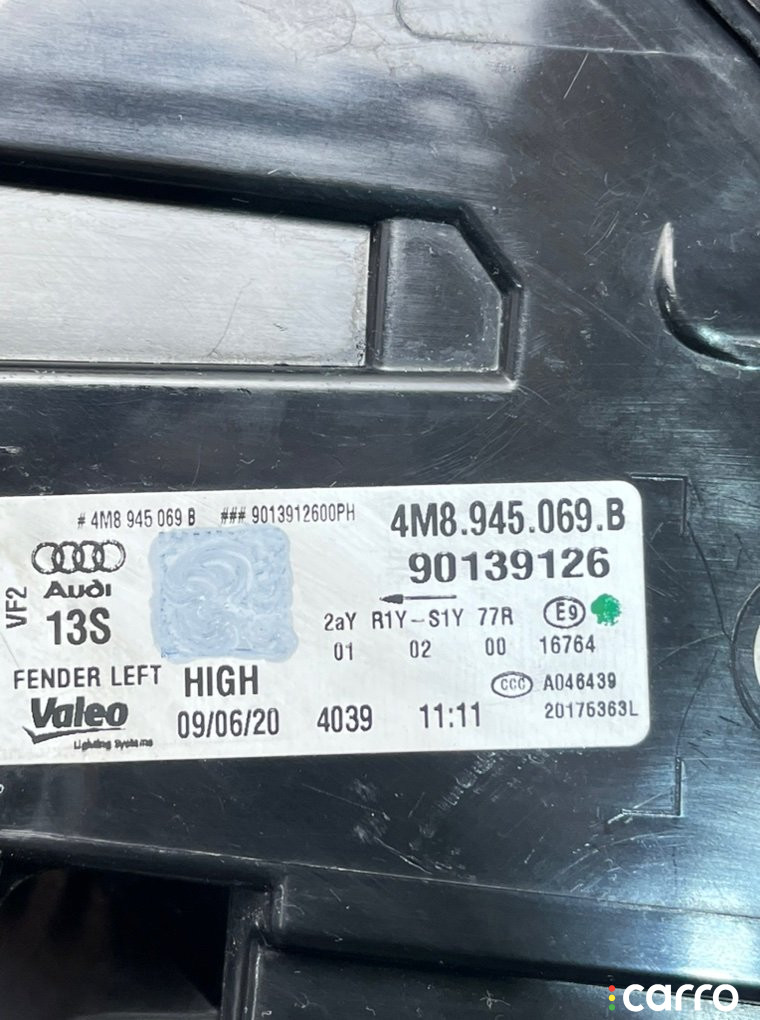 # 4M8 945 069 B ### 9013912600PH 4M8.945.069.B
90139126
Audi
VF2
13S
2aY R1Y-S1Y 77R E9
01 02 00 16764
FENDER LEFT HIGH
CCC A046439
Valeo
Lighting Systems
09/06/20 4039 11:11 20175363L
carro